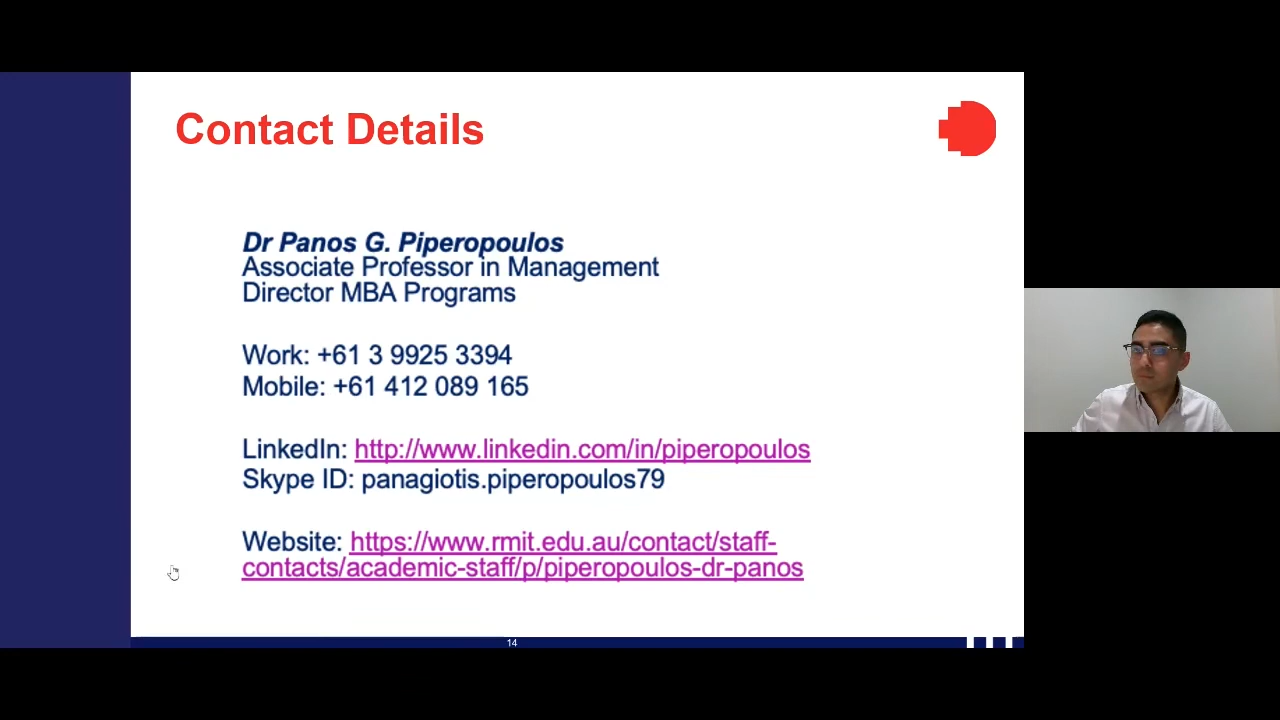 Contact Details
Dr Panos G. Piperopoulos
Associate Professor in Management
Director MBA Programs
Work: +61 3 9925 3394
Mobile: +61 412 089 165
LinkedIn: http://www.linkedin.com/in/piperopoulos
Skype ID: panagiotis.piperopoulos79
Website: https://www.rmit.edu.au/contact/staff-
contacts/academic-staff/p/piperopoulos-dr-panos
14